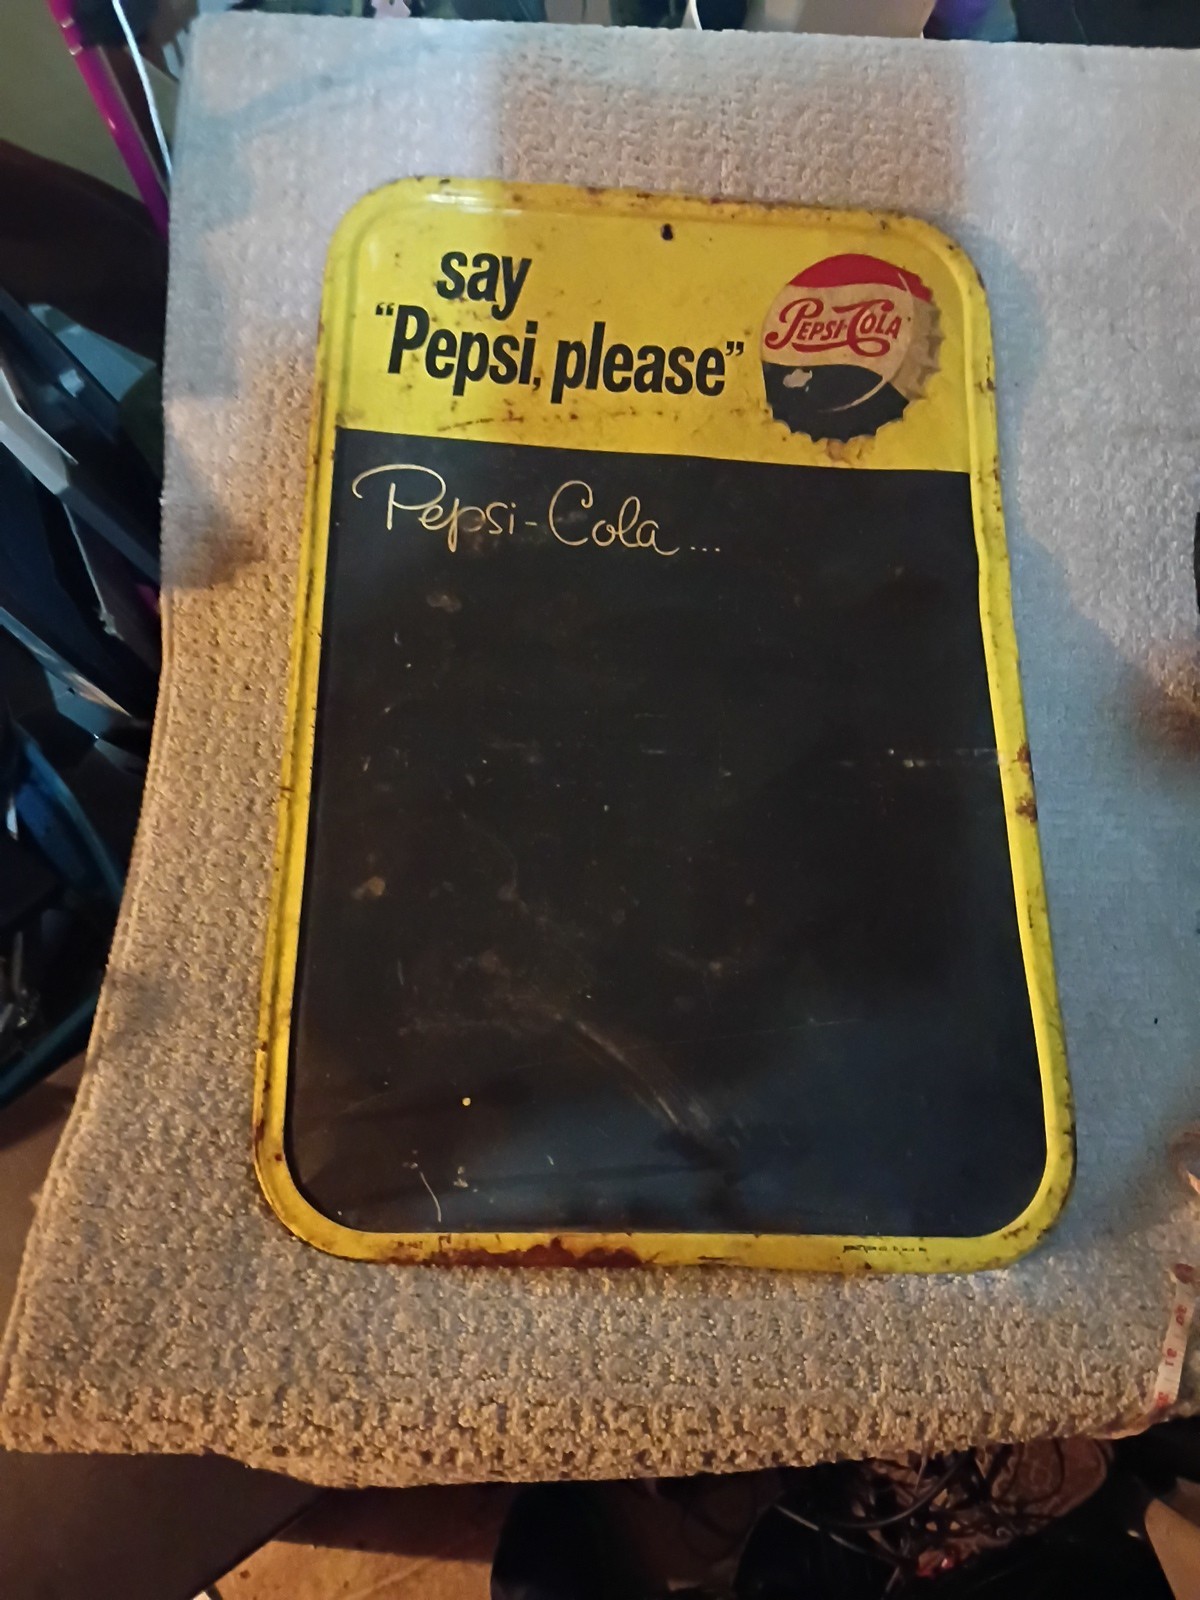 say
"Pepsi, please"
PEPSI-COLA
Pepsi-Cola...